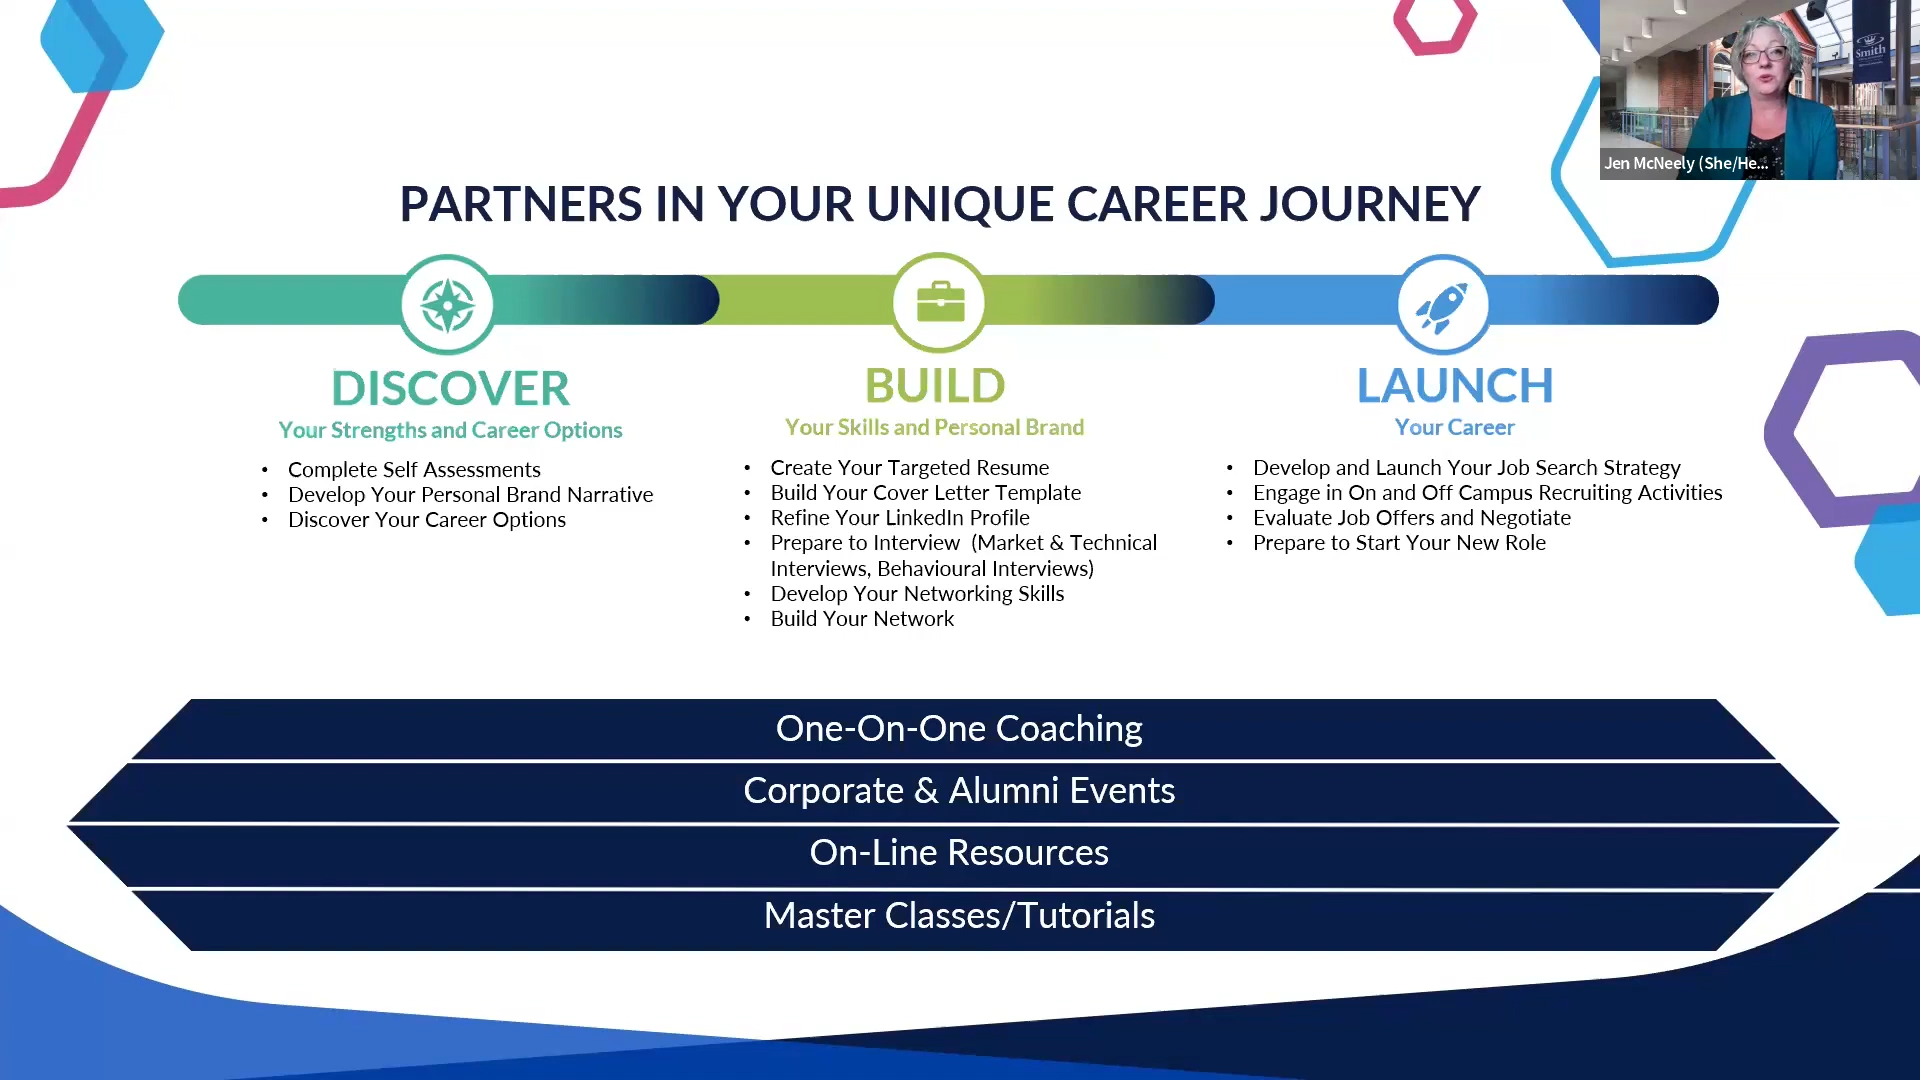 Smith
Jen McNeely (She/He...
PARTNERS IN YOUR UNIQUE CAREER JOURNEY
DISCOVER
Your Strengths and Career Options
• Complete Self Assessments
• Develop Your Personal Brand Narrative
• Discover Your Career Options
BUILD
Your Skills and Personal Brand
• Create Your Targeted Resume
• Build Your Cover Letter Template
• Refine Your LinkedIn Profile
• Prepare to Interview (Market & Technical
Interviews, Behavioural Interviews)
• Develop Your Networking Skills
• Build Your Network
LAUNCH
Your Career
• Develop and Launch Your Job Search Strategy
• Engage in On and Off Campus Recruiting Activities
• Evaluate Job Offers and Negotiate
• Prepare to Start Your New Role
One-On-One Coaching
Corporate & Alumni Events
On-Line Resources
Master Classes/Tutorials